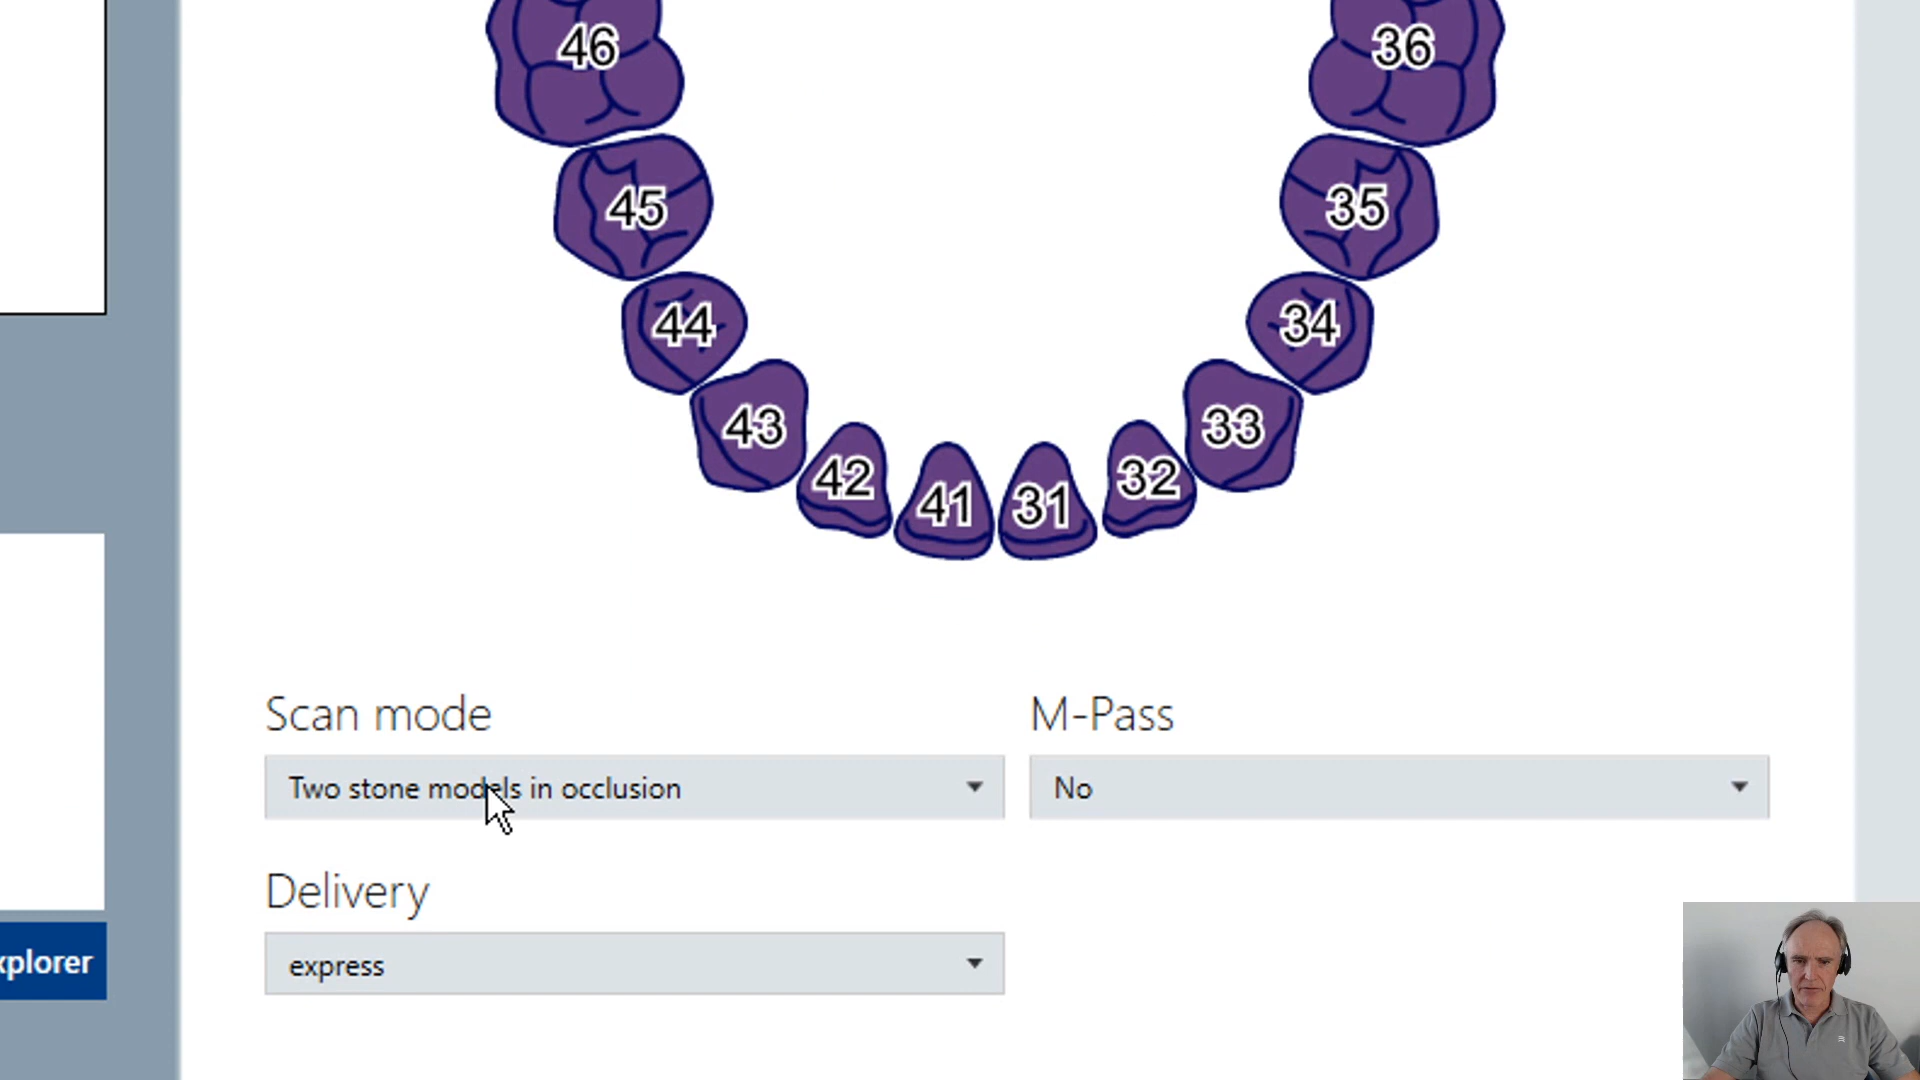 46 36
45 35
44 34
43 33
42 32
41 31
Scan mode M-Pass
Two stone models in occlusion No
Delivery
xplorer
express